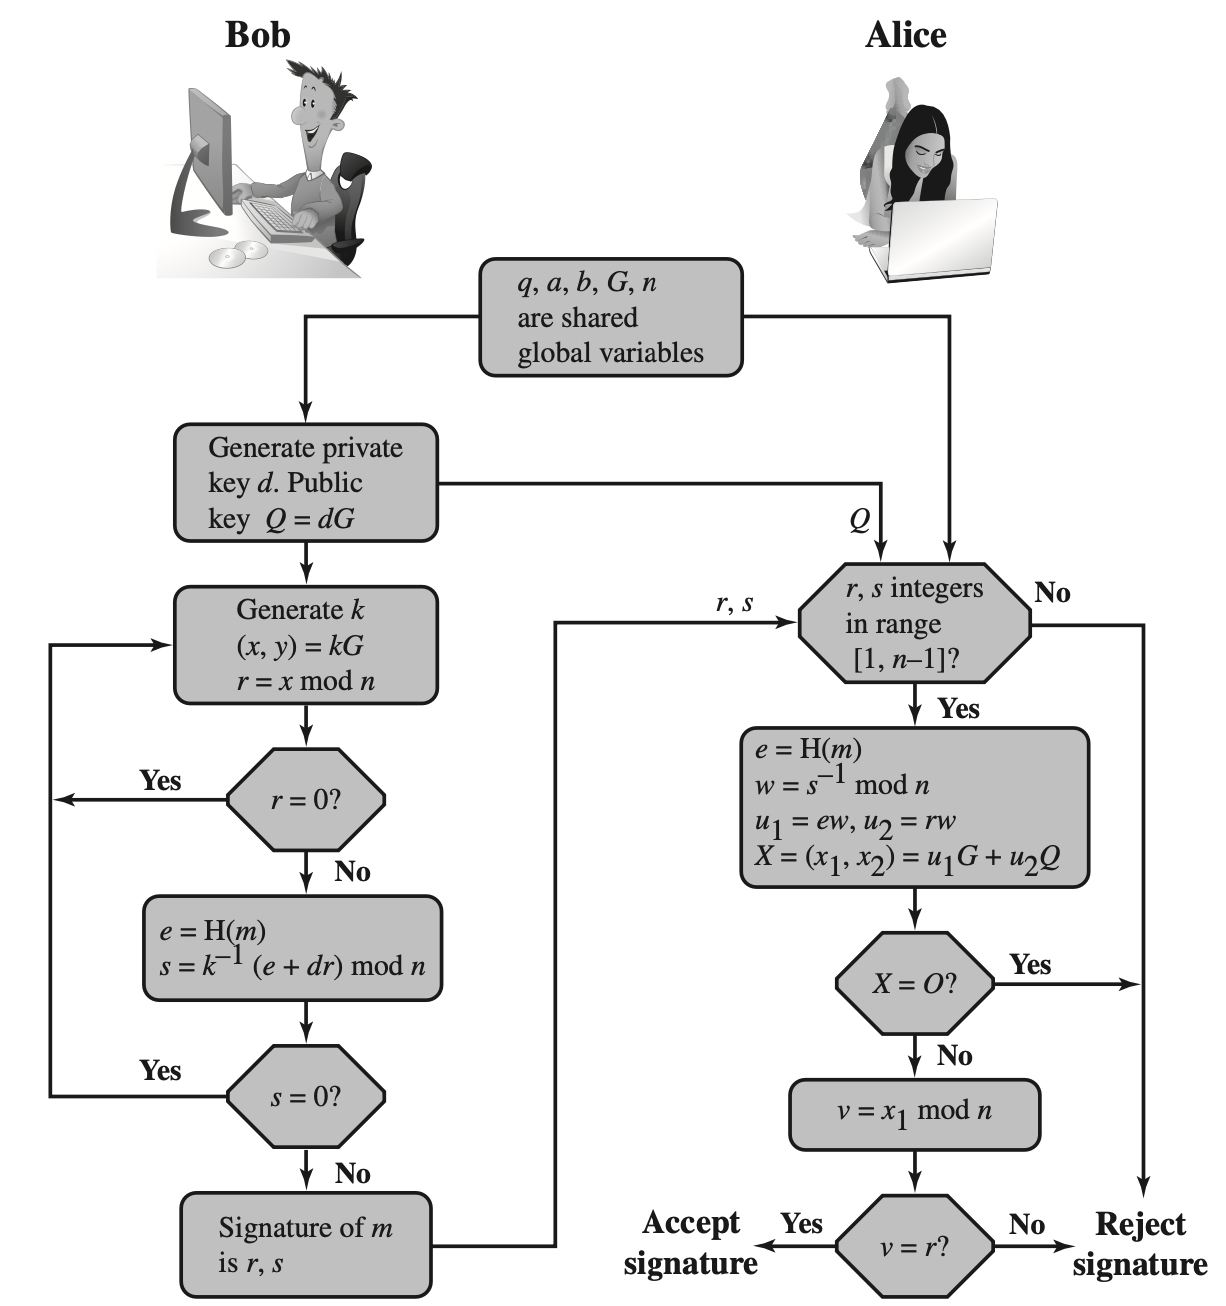 Bob
Alice
q, a, b, G, n
are shared
global variables
Generate private
key d. Public
key Q = dG
Q
Generate k
(x, y) = kG
r = x mod n
r = 0?
Yes
No
e = H(m)
s = k⁻¹ (e + dr) mod n
s = 0?
Yes
No
Signature of m
is r, s
r, s
r, s integers
in range
[1, n–1]?
No
Yes
e = H(m)
w = s⁻¹ mod n
u₁ = ew, u₂ = rw
X = (x₁, x₂) = u₁G + u₂Q
X = O?
Yes
No
v = x₁ mod n
v = r?
Yes
No
Accept
signature
Reject
signature